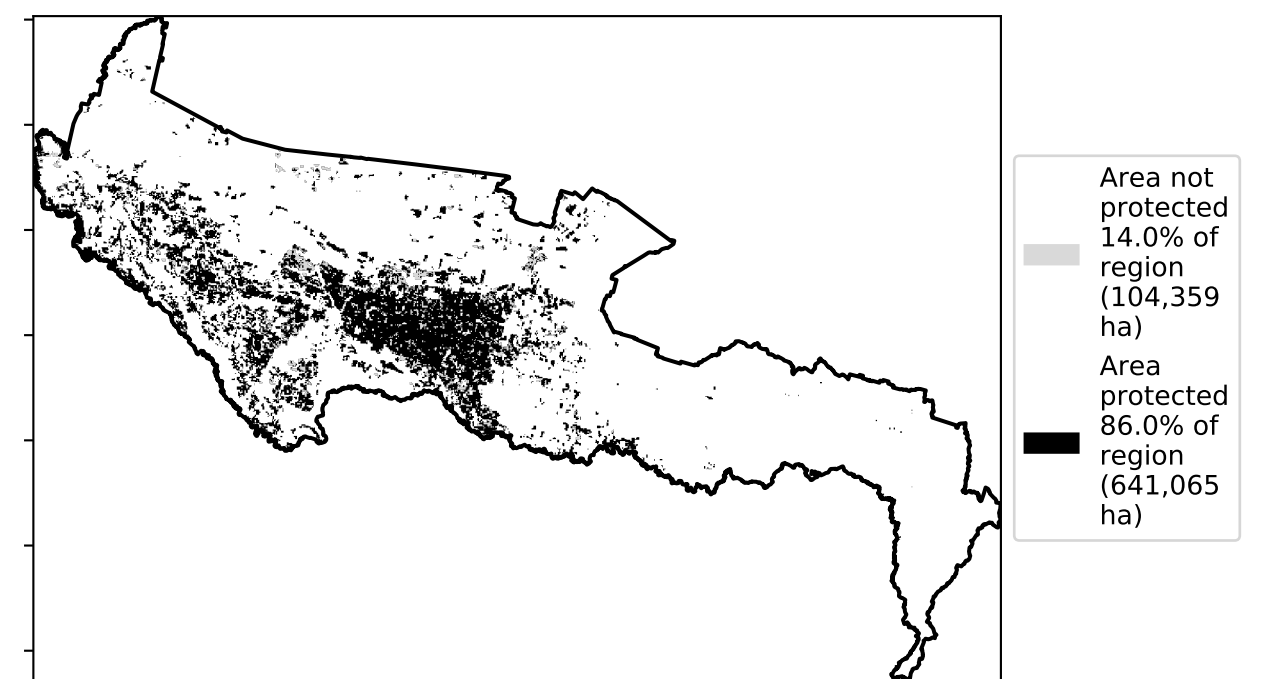 Area not
protected
14.0% of
region
(104,359
ha)
Area
protected
86.0% of
region
(641,065
ha)